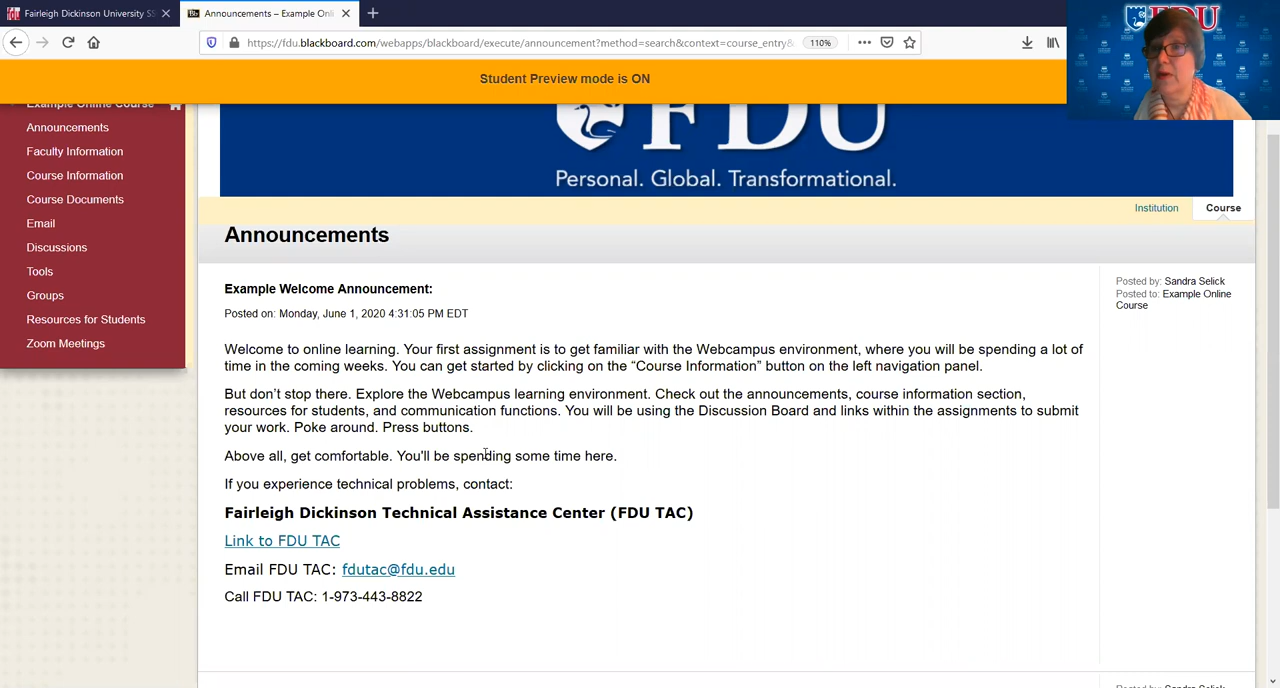 Fairleigh Dickinson University SS
Announcements – Example Onli
https://fdu.blackboard.com/webapps/blackboard/execute/announcement?method=search&context=course_entry&
110%
Student Preview mode is ON
FDU
Example Online Course
Announcements
Faculty Information
Course Information
Course Documents
Email
Discussions
Tools
Groups
Resources for Students
Zoom Meetings
FDU
Personal. Global. Transformational.
Institution
Course
Announcements
Example Welcome Announcement:
Posted on: Monday, June 1, 2020 4:31:05 PM EDT
Welcome to online learning. Your first assignment is to get familiar with the Webcampus environment, where you will be spending a lot of
time in the coming weeks. You can get started by clicking on the “Course Information” button on the left navigation panel.
But don’t stop there. Explore the Webcampus learning environment. Check out the announcements, course information section,
resources for students, and communication functions. You will be using the Discussion Board and links within the assignments to submit
your work. Poke around. Press buttons.
Above all, get comfortable. You'll be spending some time here.
If you experience technical problems, contact:
Fairleigh Dickinson Technical Assistance Center (FDU TAC)
Link to FDU TAC
Email FDU TAC: fdutac@fdu.edu
Call FDU TAC: 1-973-443-8822
Posted by: Sandra Selick
Posted to: Example Online
Course
Posted by: Sandra Selick